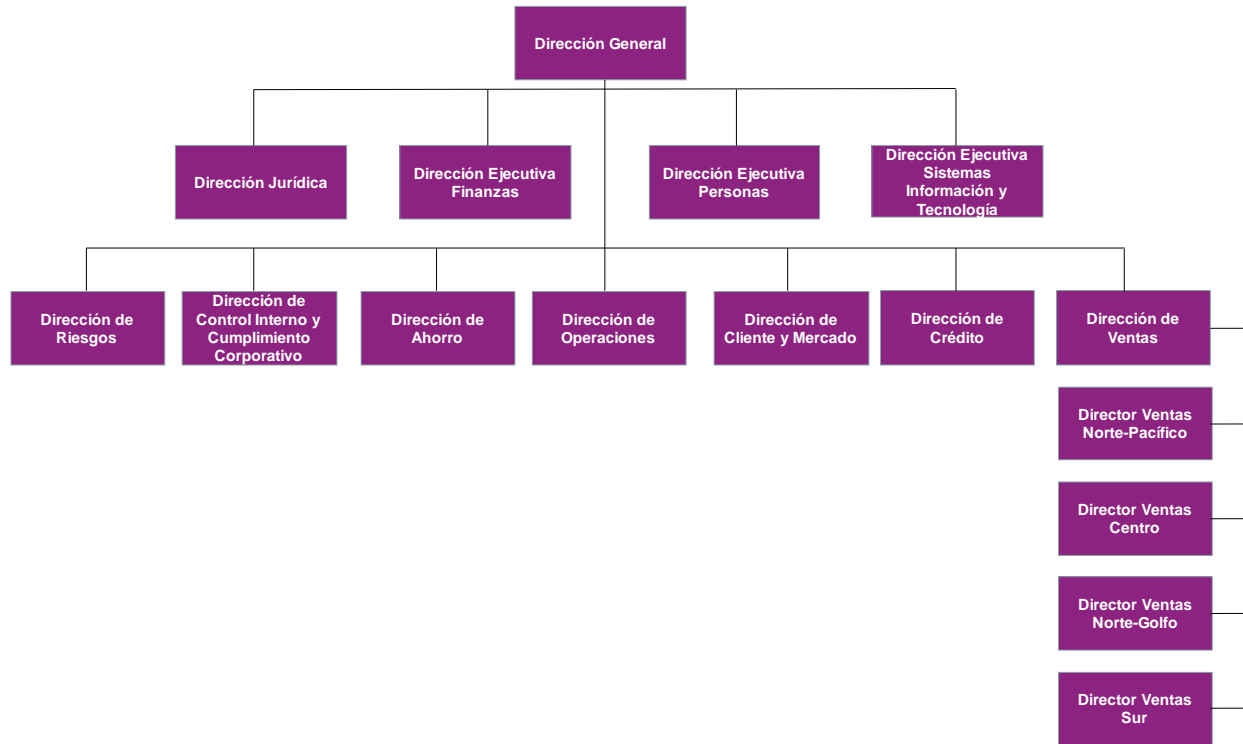 Dirección General
Dirección Jurídica
Dirección Ejecutiva
Finanzas
Dirección Ejecutiva
Personas
Dirección Ejecutiva
Sistemas
Información y
Tecnología
Dirección de
Riesgos
Dirección de
Control Interno y
Cumplimiento
Corporativo
Dirección de
Ahorro
Dirección de
Operaciones
Dirección de
Cliente y Mercado
Dirección de
Crédito
Dirección de
Ventas
Director Ventas
Norte-Pacífico
Director Ventas
Centro
Director Ventas
Norte-Golfo
Director Ventas
Sur